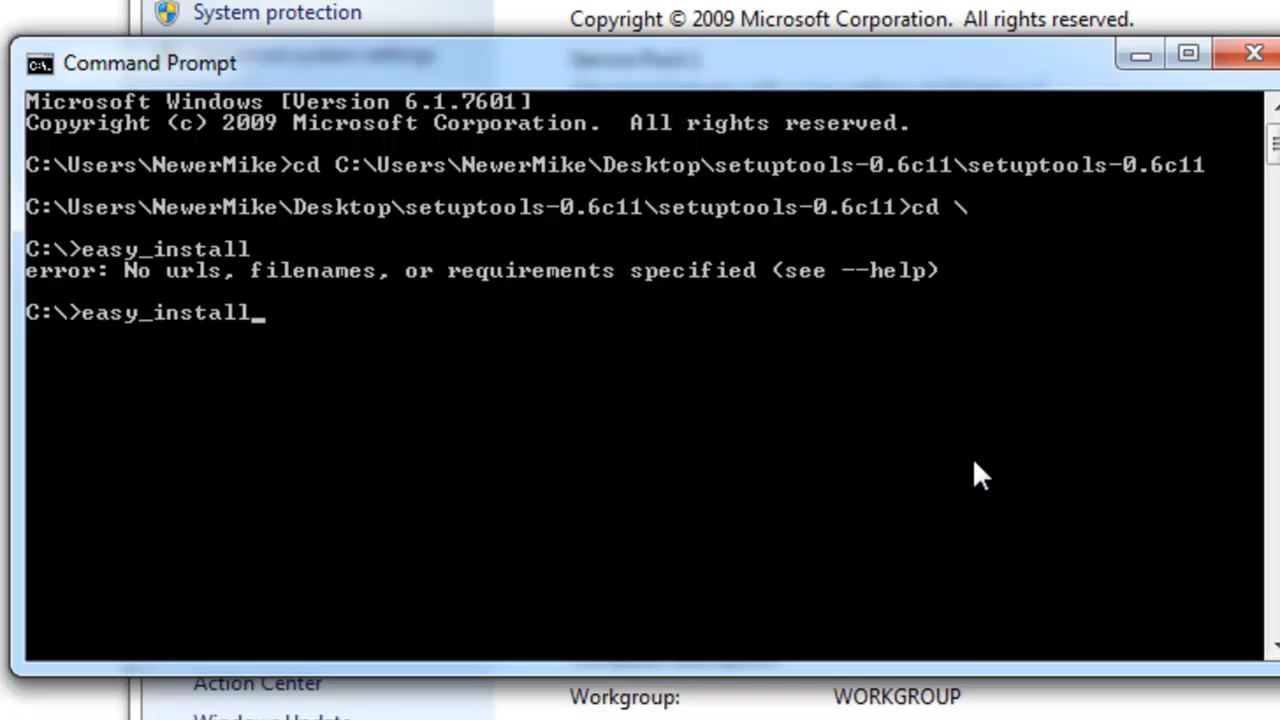 System protection
Copyright © 2009 Microsoft Corporation. All rights reserved.
Command Prompt
Microsoft Windows [Version 6.1.7601]
Copyright (c) 2009 Microsoft Corporation.  All rights reserved.
C:\Users\NewerMike>cd C:\Users\NewerMike\Desktop\setuptools-0.6c11\setuptools-0.6c11
C:\Users\NewerMike\Desktop\setuptools-0.6c11\setuptools-0.6c11>cd \
C:\>easy_install
error: No urls, filenames, or requirements specified (see --help)
C:\>easy_install_
Action Center
Workgroup: WORKGROUP
Windows Update